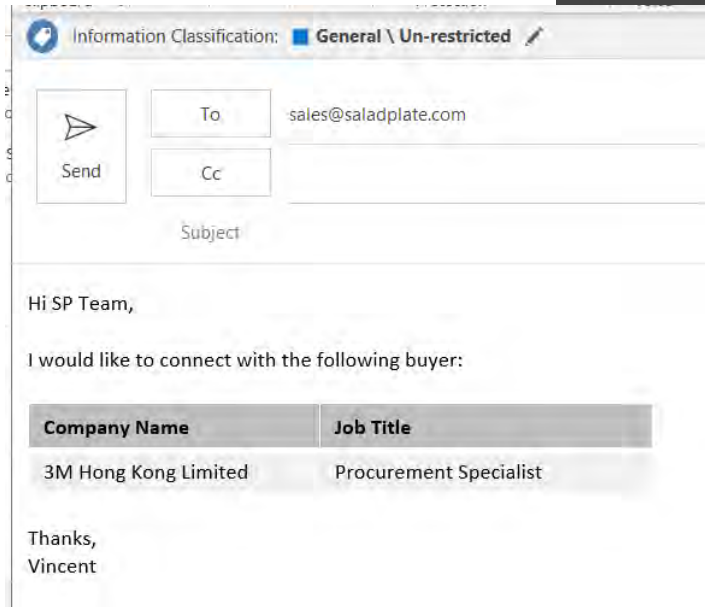 Information Classification: General \ Un-restricted
To sales@saladplate.com
Send
Cc
Subject
Hi SP Team,
I would like to connect with the following buyer:
Company Name Job Title
3M Hong Kong Limited Procurement Specialist
Thanks,
Vincent